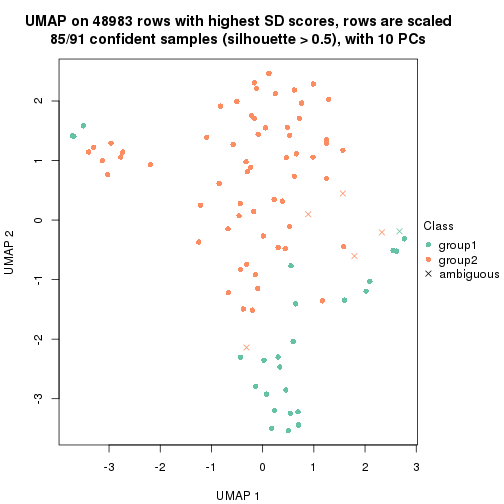 UMAP on 48983 rows with highest SD scores, rows are scaled
85/91 confident samples (silhouette > 0.5), with 10 PCs
2
1
0
-1
-2
-3
UMAP 2
-3
-2
-1
0
1
2
3
UMAP 1
Class
group1
group2
ambiguous